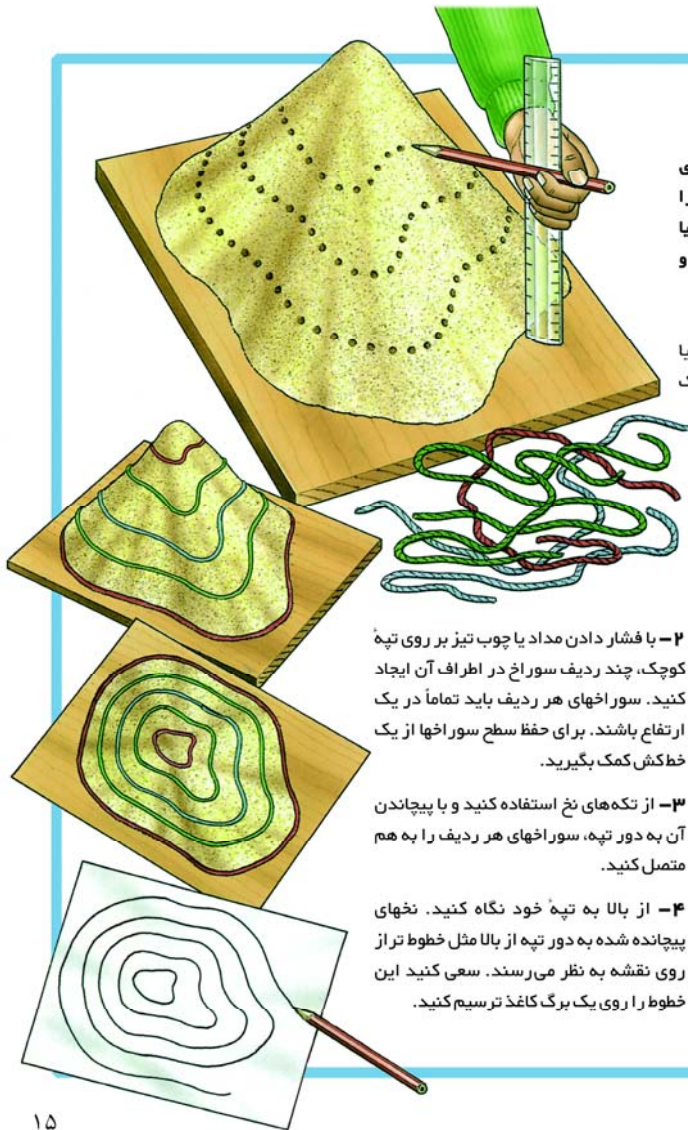 ی
را
یا
و
یا
ک
۲– با فشار دادن مداد یا چوب تیز بر روی تپهٔ
کوچک، چند ردیف سوراخ در اطراف آن ایجاد
کنید. سوراخهای هر ردیف باید تماماً در یک
ارتفاع باشند. برای حفظ سطح سوراخها از یک
خط‌کش کمک بگیرید.
۳– از تکه‌های نخ استفاده کنید و با پیچاندن
آن به دور تپه، سوراخهای هر ردیف را به هم
متصل کنید.
۴– از بالا به تپهٔ خود نگاه کنید. نخهای
پیچانده شده به دور تپه از بالا مثل خطوط تراز
روی نقشه به نظر می‌رسند. سعی کنید این
خطوط را روی یک برگ کاغذ ترسیم کنید.
۱۵